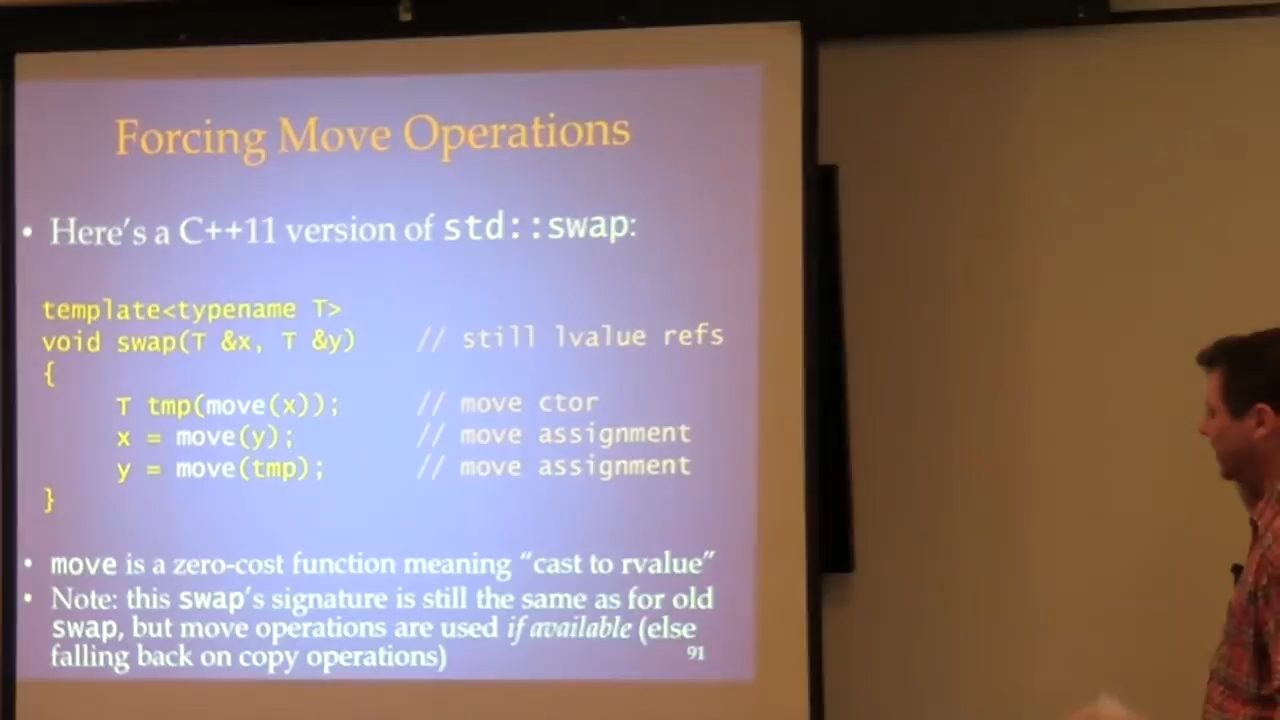 Forcing Move Operations
• Here's a C++11 version of std::swap:
template<typename T>
void swap(T &x, T &y) // still lvalue refs
{
T tmp(move(x)); // move ctor
x = move(y); // move assignment
y = move(tmp); // move assignment
}
• move is a zero-cost function meaning “cast to rvalue”
• Note: this swap's signature is still the same as for old
swap, but move operations are used if available (else
falling back on copy operations)
91